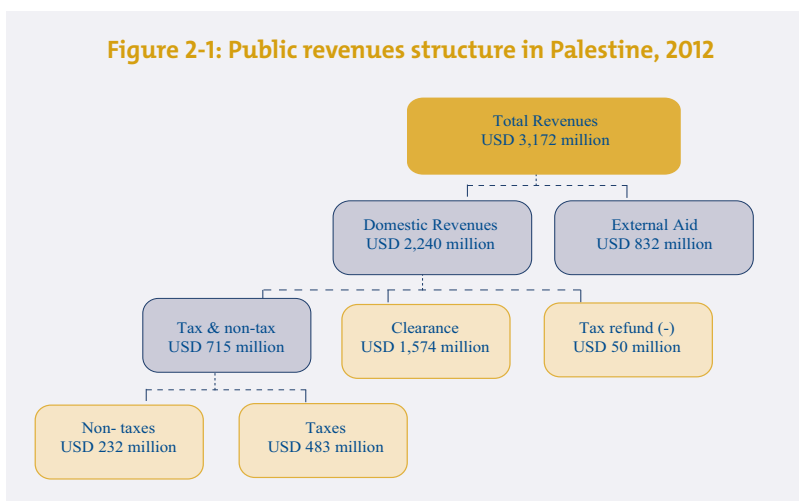 Figure 2-1: Public revenues structure in Palestine, 2012
Total Revenues
USD 3,172 million
Domestic Revenues
USD 2,240 million
External Aid
USD 832 million
Tax & non-tax
USD 715 million
Clearance
USD 1,574 million
Tax refund (-)
USD 50 million
Non- taxes
USD 232 million
Taxes
USD 483 million